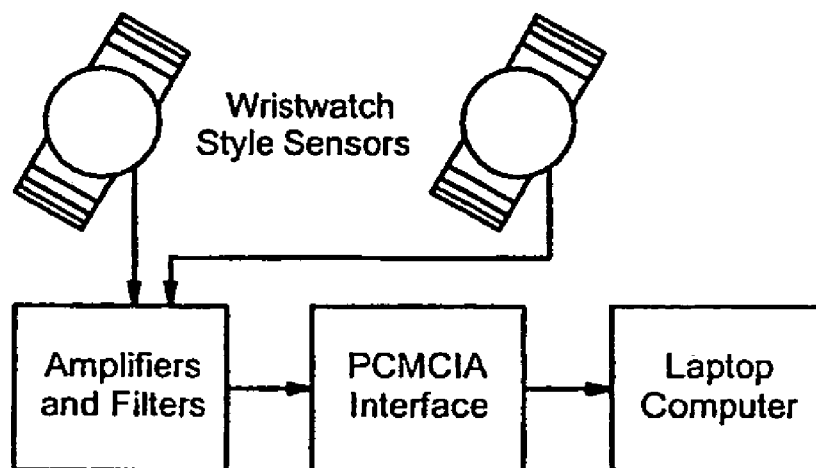 Wristwatch
Style Sensors
Amplifiers
and Filters
PCMCIA
Interface
Laptop
Computer